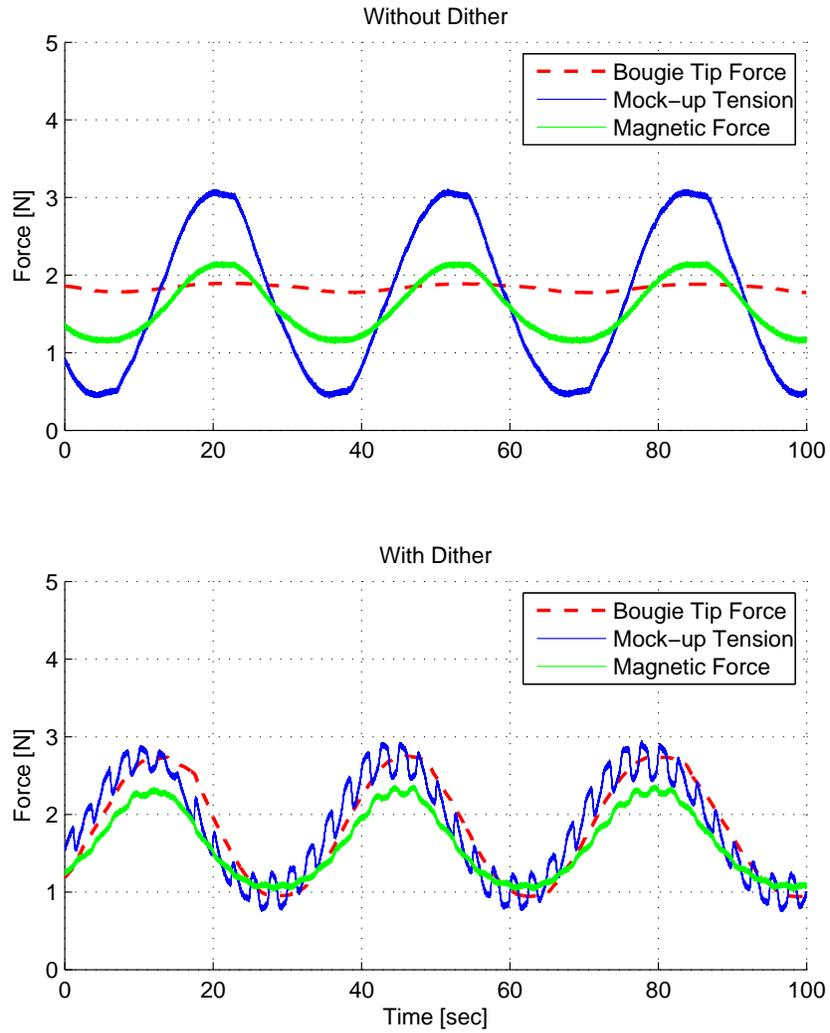 Without Dither
5
4
3
2
1
0
Force [N]
Bougie Tip Force
Mock−up Tension
Magnetic Force
0 20 40 60 80 100
With Dither
5
4
3
2
1
0
Force [N]
Bougie Tip Force
Mock−up Tension
Magnetic Force
0 20 40 60 80 100
Time [sec]